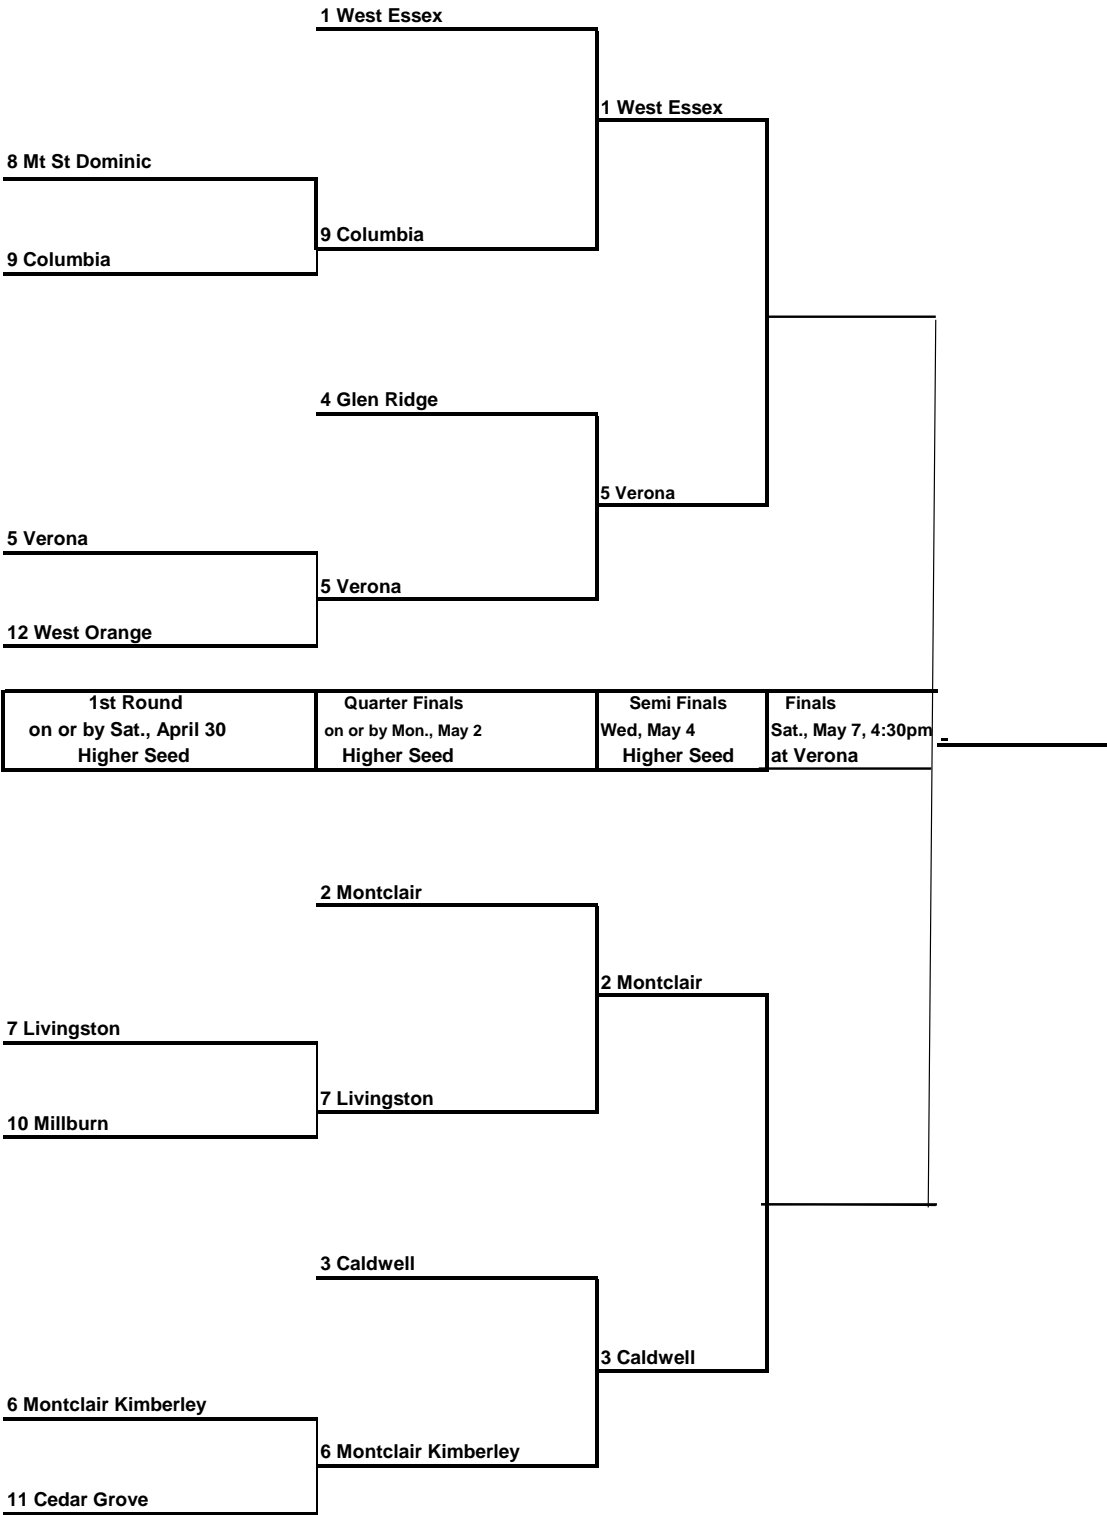 1 West Essex
1 West Essex
8 Mt St Dominic
9 Columbia
9 Columbia
4 Glen Ridge
5 Verona
5 Verona
5 Verona
12 West Orange
1st Round Quarter Finals Semi Finals Finals
on or by Sat., April 30 on or by Mon., May 2 Wed, May 4 Sat., May 7, 4:30pm -
Higher Seed Higher Seed Higher Seed at Verona
2 Montclair
2 Montclair
7 Livingston
7 Livingston
10 Millburn
3 Caldwell
3 Caldwell
6 Montclair Kimberley
6 Montclair Kimberley
11 Cedar Grove